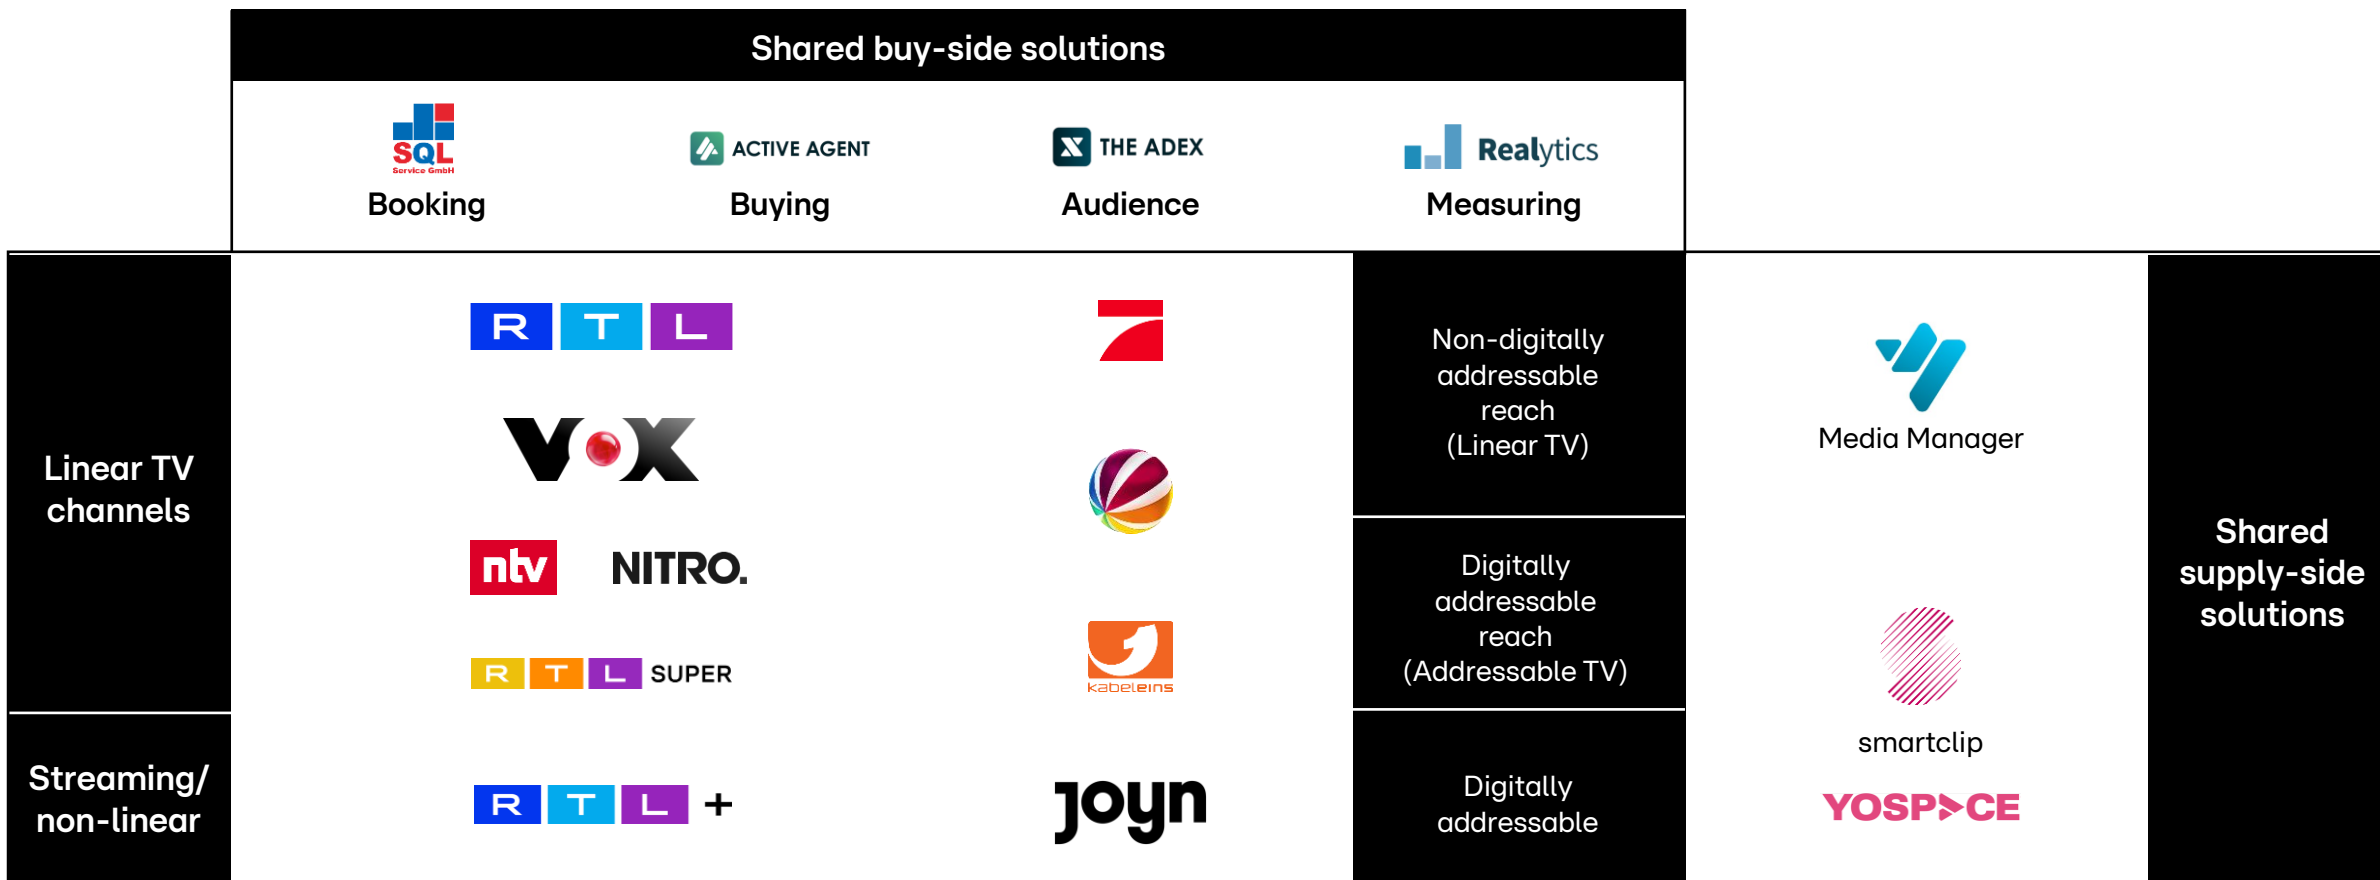 Shared buy-side solutions
SQL
Service GmbH
Booking
ACTIVE AGENT
Buying
THE ADEX
Audience
Realytics
Measuring
Linear TV
channels
RTL
VOX
ntv
NITRO.
RTL SUPER
kabeleins
Non-digitally
addressable
reach
(Linear TV)
Digitally
addressable
reach
(Addressable TV)
Media Manager
smartclip
Shared
supply-side
solutions
Streaming/
non-linear
RTL +
Joyn
Digitally
addressable
YOSPACE